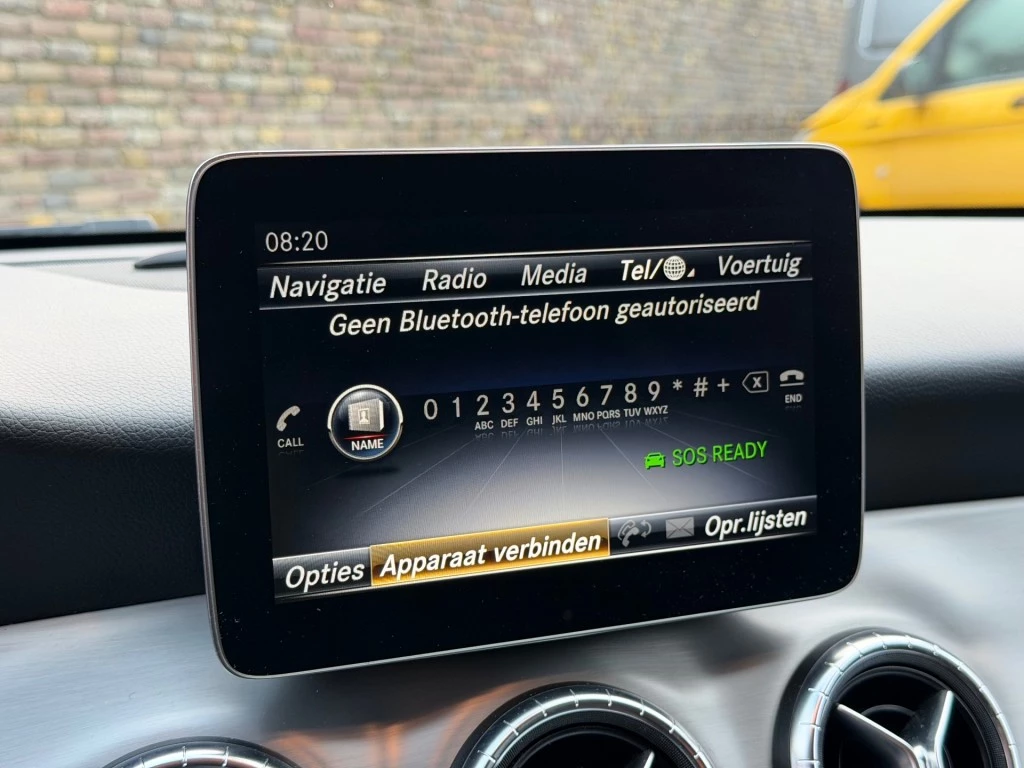 08:20
Navigatie Radio Media Tel/ Voertuig
Geen Bluetooth-telefoon geautoriseerd
CALL NAME 0 1 2 3 4 5 6 7 8 9 * # + X END
ABC DEF GHI JKL MNO PQRS TUV WXYZ
SOS READY
Opties Apparaat verbinden Opr.lijsten